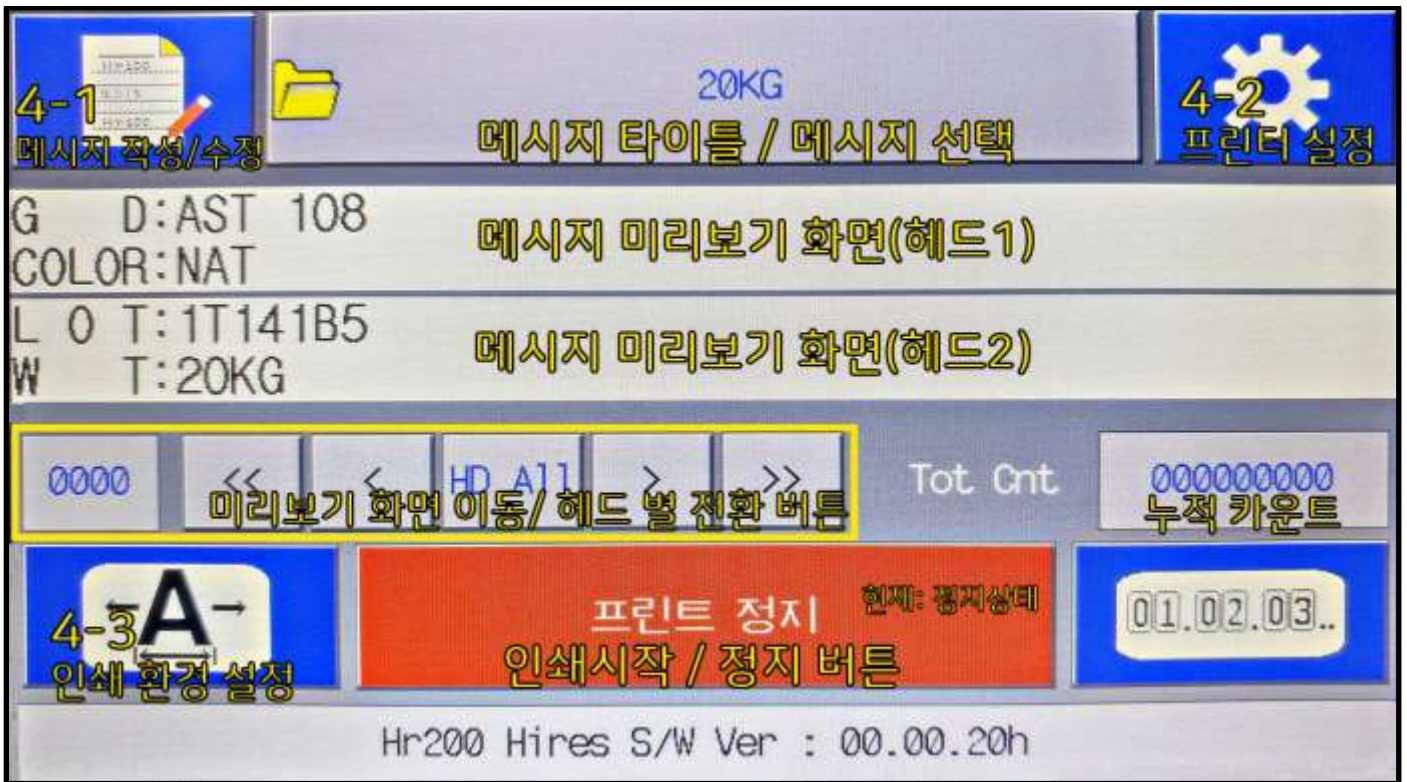 4-1
메시지 작성/수정
20KG
메시지 타이틀 / 메시지 선택
4-2
프린터 설정
G D:AST 108
COLOR:NAT
메시지 미리보기 화면(헤드1)
L O T:1T141B5
W T:20KG
메시지 미리보기 화면(헤드2)
0000 << < HD All > >>
미리보기 화면 이동/ 헤드 별 전환 버튼
Tot Cnt
000000000
누적 카운트
A
4-3
인쇄 환경 설정
프린트 정지
현재: 정지상태
인쇄시작 / 정지 버튼
01.02.03..
Hr200 Hires S/W Ver : 00.00.20h